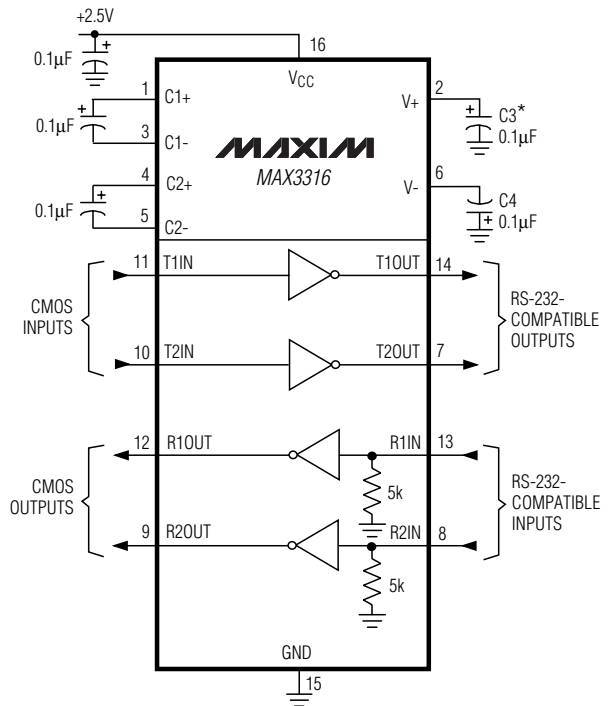 +2.5V
16
0.1µF
+
VCC
1
C1+
V+
2
+
0.1µF
+
C3*
0.1µF
3
C1-
MAXIM
MAX3316
4
C2+
V-
6
0.1µF
+
C4
+
0.1µF
5
C2-
11
T1IN
T1OUT
14
CMOS
INPUTS
RS-232-
COMPATIBLE
OUTPUTS
10
T2IN
T2OUT
7
12
R1OUT
R1IN
13
5k
CMOS
OUTPUTS
RS-232-
COMPATIBLE
INPUTS
9
R2OUT
R2IN
8
5k
GND
15